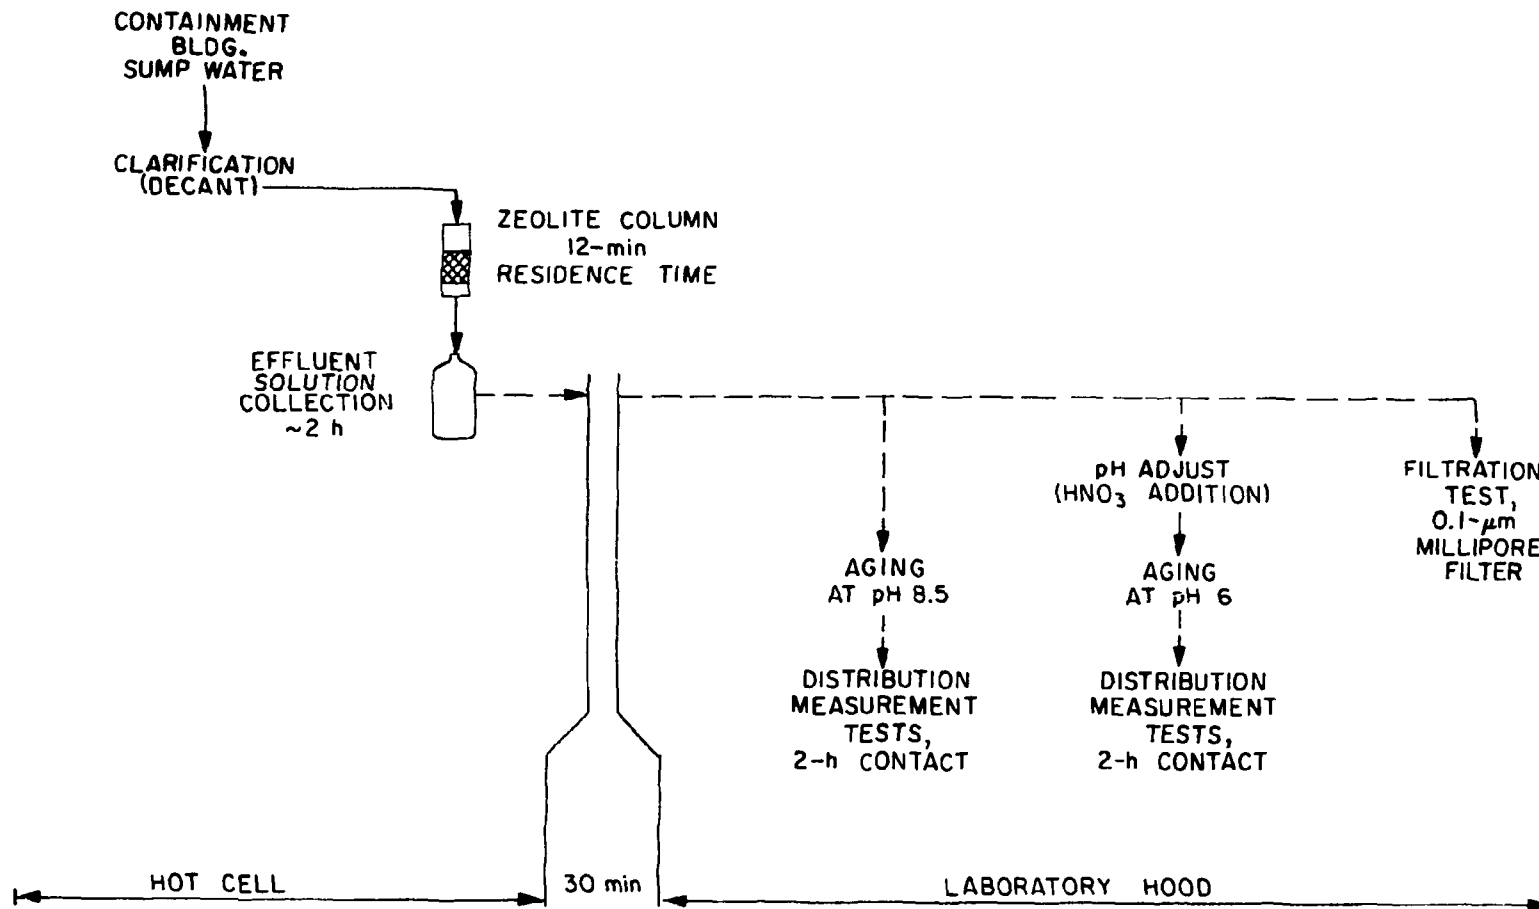 CONTAINMENT
BLDG.
SUMP WATER
CLARIFICATION
(DECANT)
ZEOLITE COLUMN
12-min
RESIDENCE TIME
EFFLUENT
SOLUTION
COLLECTION
~2 h
pH ADJUST
(HNO3 ADDITION)
FILTRATION
TEST,
0.1-μm
MILLIPORE
FILTER
AGING
AT pH 8.5
AGING
AT pH 6
DISTRIBUTION
MEASUREMENT
TESTS,
2-h CONTACT
DISTRIBUTION
MEASUREMENT
TESTS,
2-h CONTACT
HOT CELL
30 min
LABORATORY HOOD